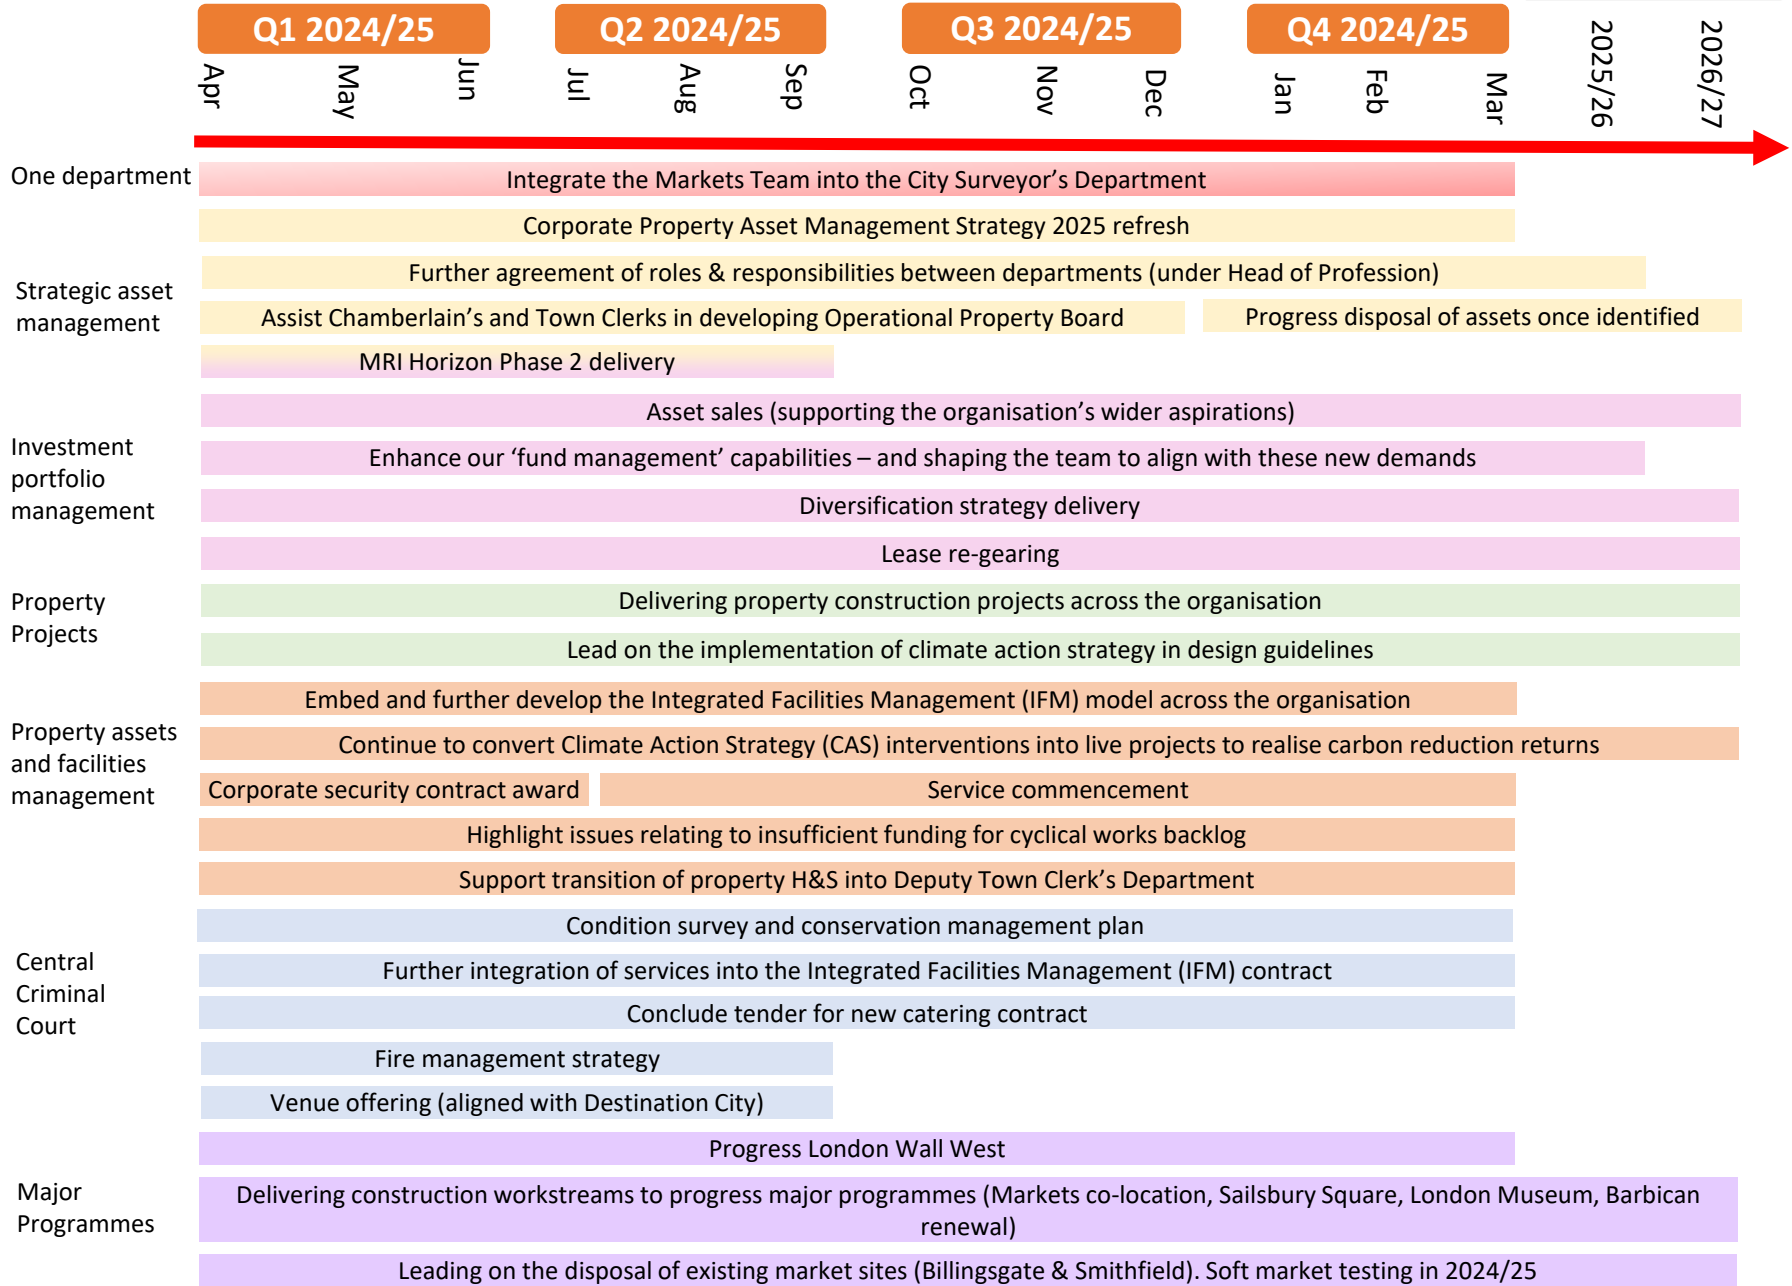 Q1 2024/25
Q2 2024/25
Q3 2024/25
Q4 2024/25
Apr
May
Jun
Jul
Aug
Sep
Oct
Nov
Dec
Jan
Feb
Mar
2025/26
2026/27
One department
Integrate the Markets Team into the City Surveyor’s Department
Strategic asset
management
Corporate Property Asset Management Strategy 2025 refresh
Further agreement of roles & responsibilities between departments (under Head of Profession)
Assist Chamberlain’s and Town Clerks in developing Operational Property Board
Progress disposal of assets once identified
MRI Horizon Phase 2 delivery
Investment
portfolio
management
Asset sales (supporting the organisation’s wider aspirations)
Enhance our ‘fund management’ capabilities – and shaping the team to align with these new demands
Diversification strategy delivery
Lease re-gearing
Property
Projects
Delivering property construction projects across the organisation
Lead on the implementation of climate action strategy in design guidelines
Property assets
and facilities
management
Embed and further develop the Integrated Facilities Management (IFM) model across the organisation
Continue to convert Climate Action Strategy (CAS) interventions into live projects to realise carbon reduction returns
Corporate security contract award
Service commencement
Highlight issues relating to insufficient funding for cyclical works backlog
Support transition of property H&S into Deputy Town Clerk’s Department
Central
Criminal
Court
Condition survey and conservation management plan
Further integration of services into the Integrated Facilities Management (IFM) contract
Conclude tender for new catering contract
Fire management strategy
Venue offering (aligned with Destination City)
Major
Programmes
Progress London Wall West
Delivering construction workstreams to progress major programmes (Markets co-location, Sailsbury Square, London Museum, Barbican
renewal)
Leading on the disposal of existing market sites (Billingsgate & Smithfield). Soft market testing in 2024/25